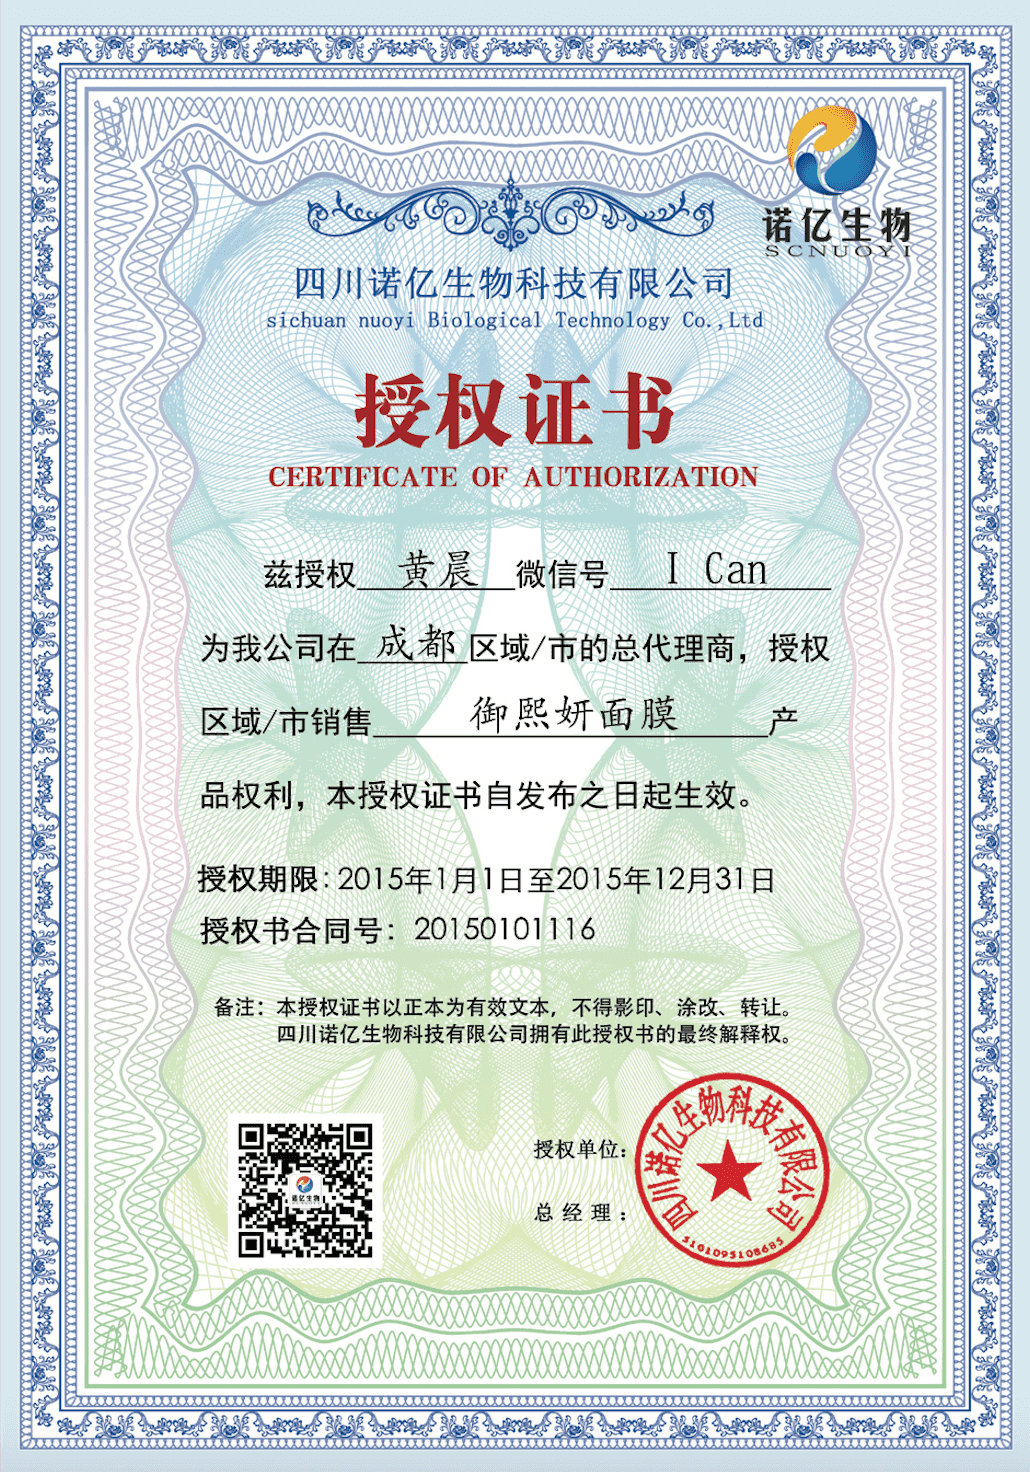 诺亿生物
SCNUOYI
四川诺亿生物科技有限公司
sichuan nuoyi Biological Technology Co.,Ltd
授权证书
CERTIFICATE OF AUTHORIZATION
兹授权 黄晨 微信号 I Can
为我公司在 成都 区域/市的总代理商，授权
区域/市销售 御熙妍面膜 产
品权利，本授权证书自发布之日起生效。
授权期限：2015年1月1日至2015年12月31日
授权书合同号：20150101116
备注：本授权证书以正本为有效文本，不得影印、涂改、转让。
四川诺亿生物科技有限公司拥有此授权书的最终解释权。
诺亿生物
授权单位：
总经理：
四川诺亿生物科技有限公司
5101095108685